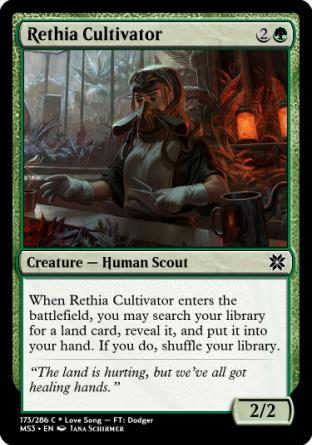 Rethia Cultivator 2
Creature — Human Scout
When Rethia Cultivator enters the
battlefield, you may search your library
for a land card, reveal it, and put it into
your hand. If you do, shuffle your library.
"The land is hurting, but we've all got
healing hands."
2/2
173/286 C * Love Song — FT: Dodger
MS3 • EN Jana Schirmer